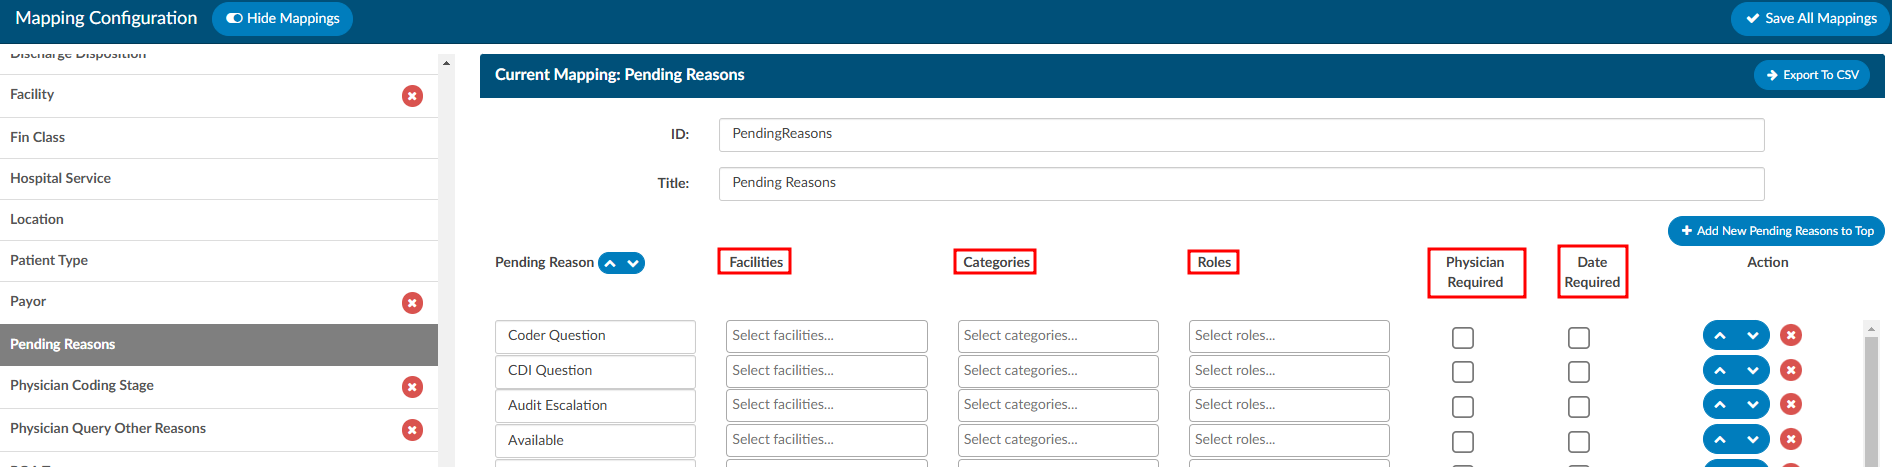 Mapping Configuration
Hide Mappings
Save All Mappings
Discharge Disposition
Facility
Fin Class
Hospital Service
Location
Patient Type
Payor
Pending Reasons
Physician Coding Stage
Physician Query Other Reasons
Current Mapping: Pending Reasons
Export To CSV
ID:
PendingReasons
Title:
Pending Reasons
Add New Pending Reasons to Top
Pending Reason
Facilities
Categories
Roles
Physician Required
Date Required
Action
Coder Question
Select facilities...
Select categories...
Select roles...
CDI Question
Select facilities...
Select categories...
Select roles...
Audit Escalation
Select facilities...
Select categories...
Select roles...
Available
Select facilities...
Select categories...
Select roles...